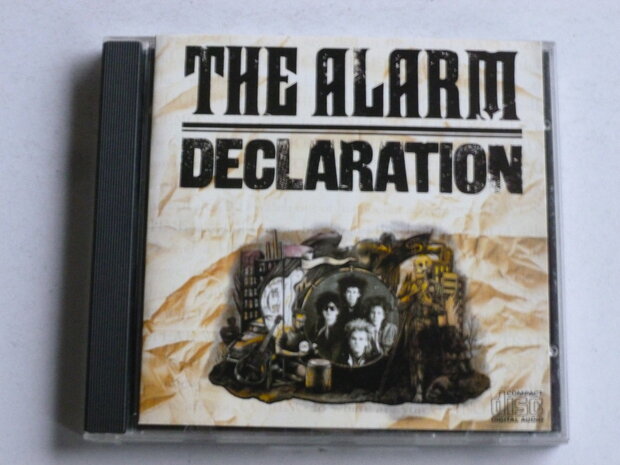 THE ALARM
DECLARATION
COMPACT
disc
DIGITAL AUDIO